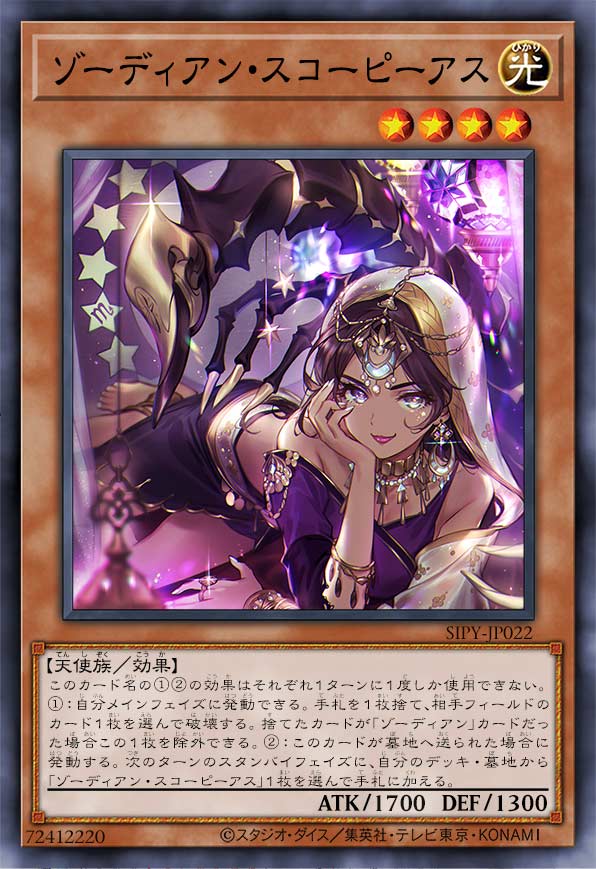 ゾーディアン・スコーピーアス
光
ひかり
♏
SIPY-JP022
【天使族／効果】
このカード名の①②の効果はそれぞれ1ターンに1度しか使用できない。
①：自分メインフェイズに発動できる。手札を1枚捨て、相手フィールドの
カード1枚を選んで破壊する。捨てたカードが「ゾーディアン」カードだっ
た場合この1枚を除外できる。②：このカードが墓地へ送られた場合に
発動する。次のターンのスタンバイフェイズに、自分のデッキ・墓地から
「ゾーディアン・スコーピーアス」1枚を選んで手札に加える。
ATK/1700 DEF/1300
72412220
©スタジオ・ダイス／集英社・テレビ東京・KONAMI